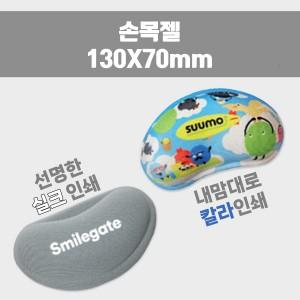 손목젤
130X70mm
SUUMO
선명한
실크 인쇄
내맘대로
칼라인쇄
Smilegate